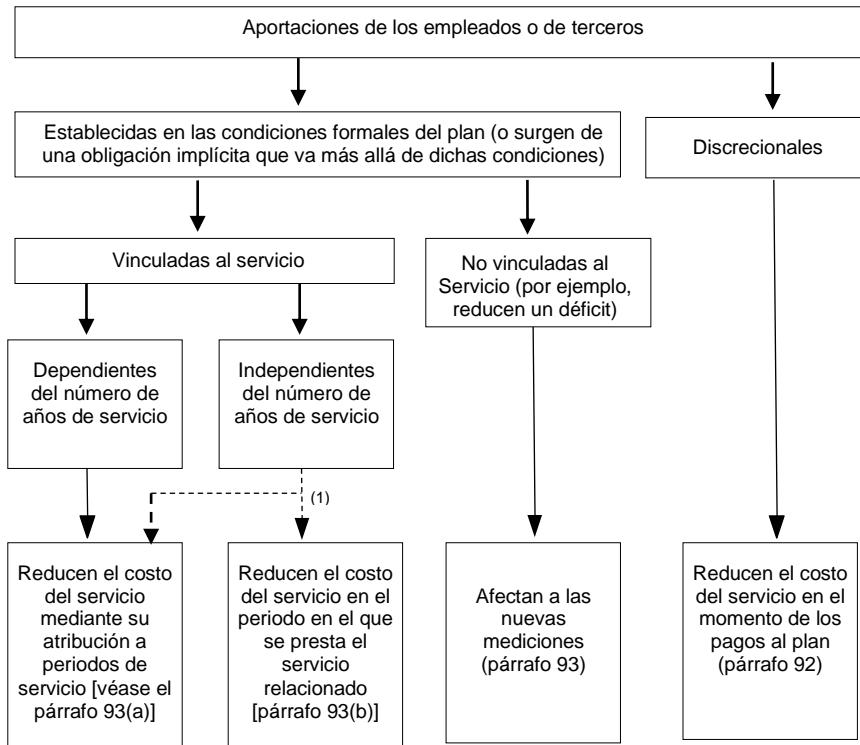 Aportaciones de los empleados o de terceros
Establecidas en las condiciones formales del plan (o surgen de
una obligación implícita que va más allá de dichas condiciones)
Discrecionales
Vinculadas al servicio
No vinculadas al
Servicio (por ejemplo,
reducen un déficit)
Dependientes
del número de
años de servicio
Independientes
del número de
años de servicio
(1)
Reducen el costo
del servicio
mediante su
atribución a
periodos de
servicio [véase el
párrafo 93(a)]
Reducen el costo
del servicio en el
periodo en el que
se presta el
servicio
relacionado
[párrafo 93(b)]
Afectan a las
nuevas
mediciones
(párrafo 93)
Reducen el costo
del servicio en el
momento de los
pagos al plan
(párrafo 92)